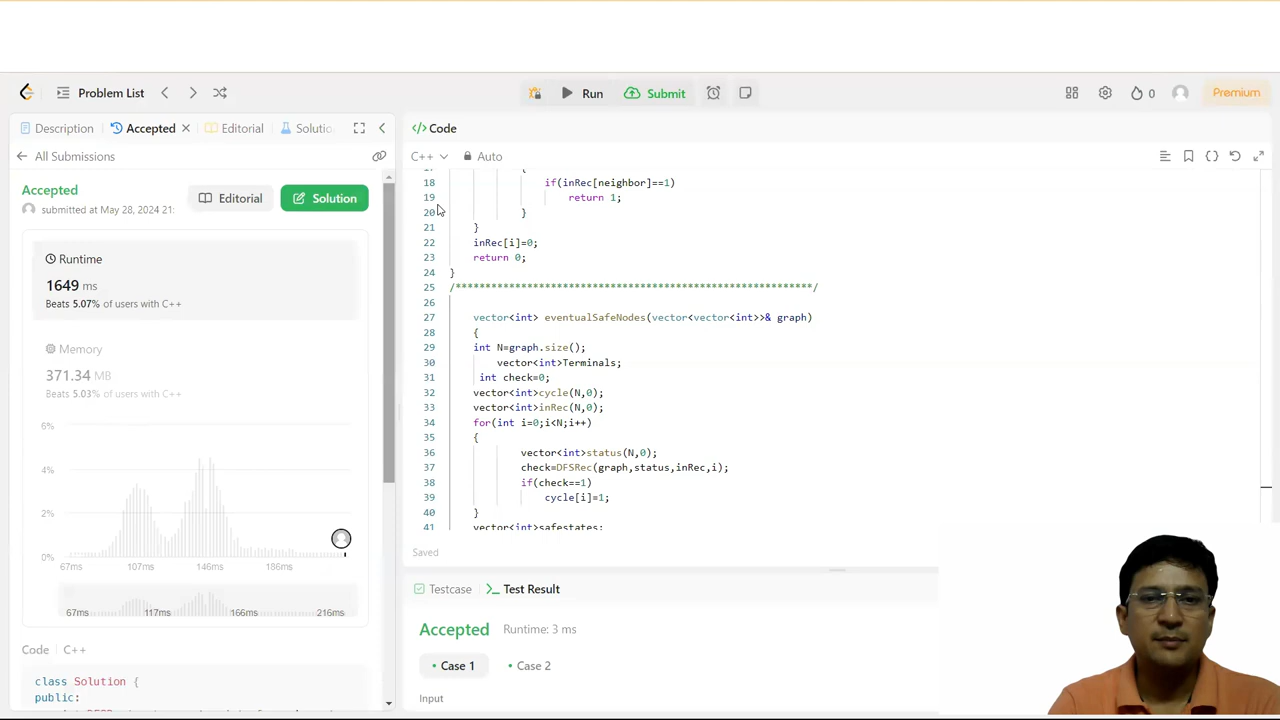 Problem List
Run
Submit
0
Premium
Description
Accepted
Editorial
Solutio
</> Code
All Submissions
C++
Auto
Accepted
submitted at May 28, 2024 21:
Editorial
Solution
Runtime
1649 ms
Beats 5.07% of users with C++
Memory
371.34 MB
Beats 5.03% of users with C++
6%
4%
2%
0%
67ms 107ms 146ms 186ms
67ms 117ms 166ms 216ms
Code C++
class Solution {
public:
17 {
18 if(inRec[neighbor]==1)
19 return 1;
20 }
21 }
22 inRec[i]=0;
23 return 0;
24 }
25 /************************************************************/
26
27 vector<int> eventualSafeNodes(vector<vector<int>>& graph)
28 {
29 int N=graph.size();
30 vector<int>Terminals;
31 int check=0;
32 vector<int>cycle(N,0);
33 vector<int>inRec(N,0);
34 for(int i=0;i<N;i++)
35 {
36 vector<int>status(N,0);
37 check=DFSRec(graph,status,inRec,i);
38 if(check==1)
39 cycle[i]=1;
40 }
41 vector<int>safestates;
Saved
Testcase
Test Result
Accepted Runtime: 3 ms
Case 1
Case 2
Input